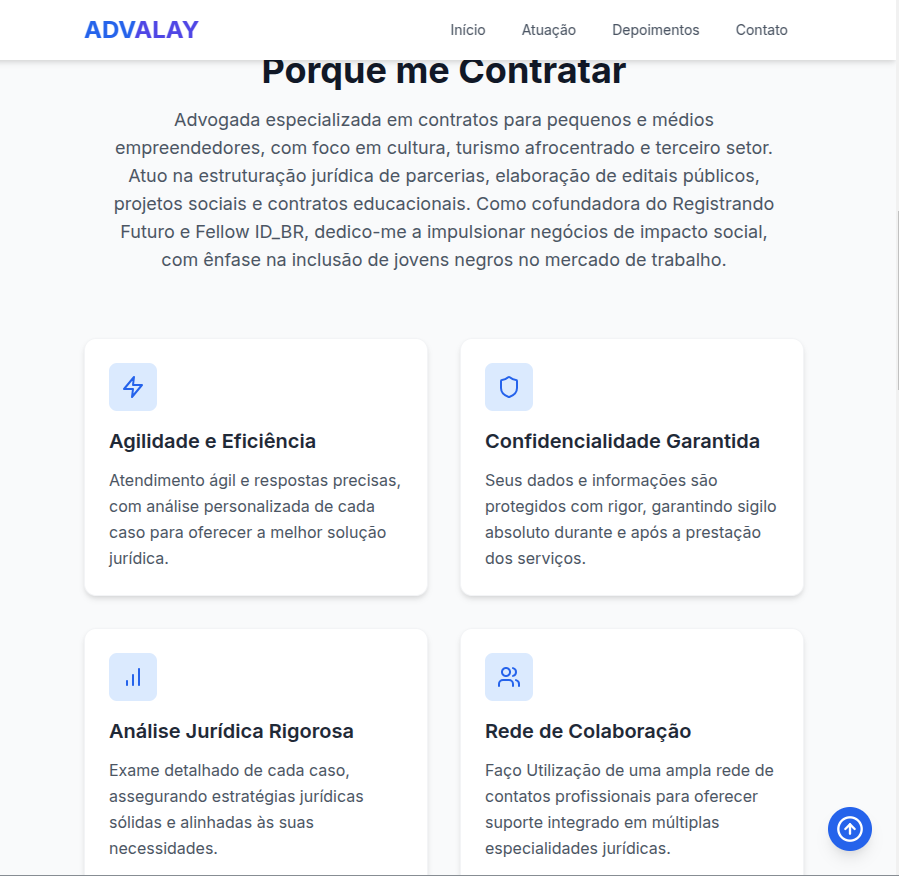 ADVALAY
Início Atuação Depoimentos Contato
Porque me Contratar
Advogada especializada em contratos para pequenos e médios
empreendedores, com foco em cultura, turismo afrocentrado e terceiro setor.
Atuo na estruturação jurídica de parcerias, elaboração de editais públicos,
projetos sociais e contratos educacionais. Como cofundadora do Registrando
Futuro e Fellow ID_BR, dedico-me a impulsionar negócios de impacto social,
com ênfase na inclusão de jovens negros no mercado de trabalho.
Agilidade e Eficiência
Atendimento ágil e respostas precisas,
com análise personalizada de cada
caso para oferecer a melhor solução
jurídica.
Confidencialidade Garantida
Seus dados e informações são
protegidos com rigor, garantindo sigilo
absoluto durante e após a prestação
dos serviços.
Análise Jurídica Rigorosa
Exame detalhado de cada caso,
assegurando estratégias jurídicas
sólidas e alinhadas às suas
necessidades.
Rede de Colaboração
Faço Utilização de uma ampla rede de
contatos profissionais para oferecer
suporte integrado em múltiplas
especialidades jurídicas.